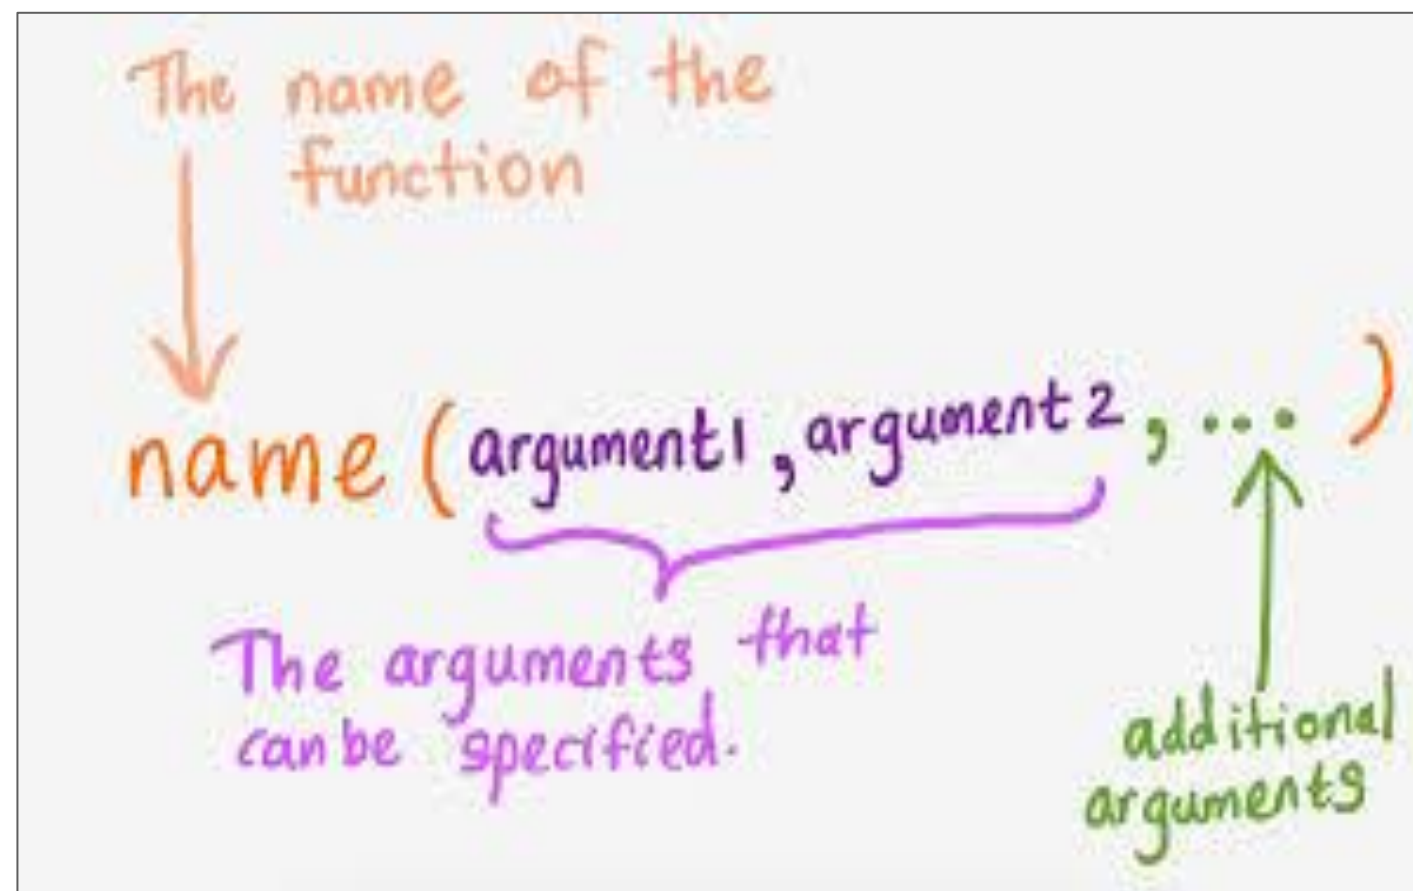 The name of the
function
name (argument1, argument2, ... )
The arguments that
can be specified.
additional
arguments